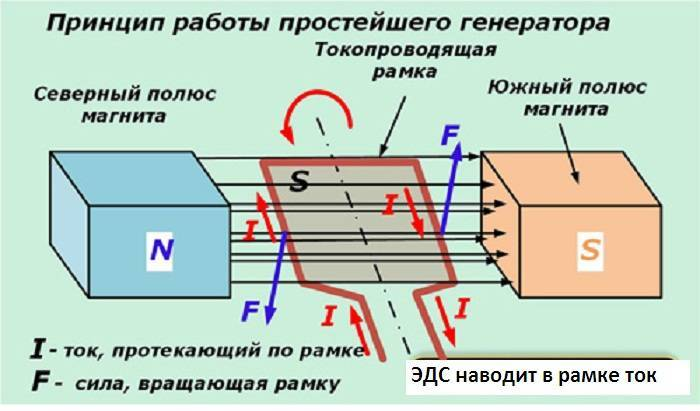 Принцип работы простейшего генератора
Токопроводящая
рамка
Северный полюс
магнита
Южный полюс
магнита
F
S
I
I
N
S
F
I
I
I - ток, протекающий по рамке
F - сила, вращающая рамку
ЭДС наводит в рамке ток